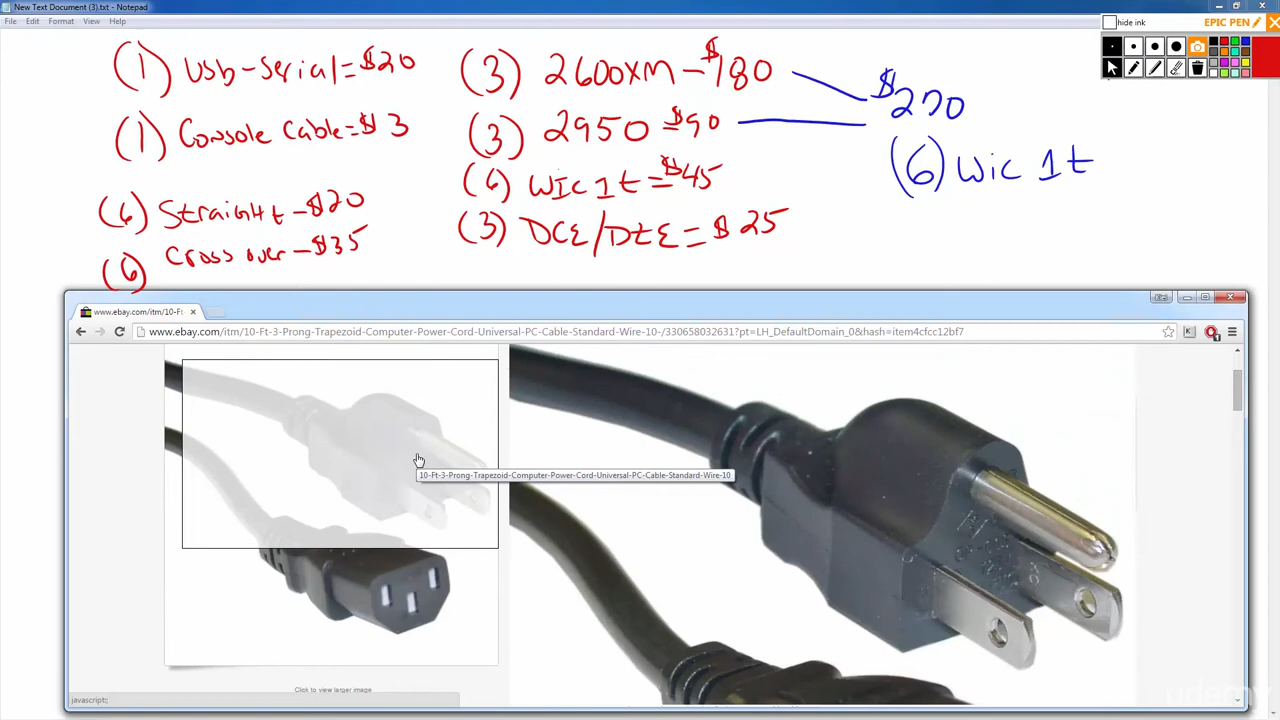 New Text Document (3).txt - Notepad
File Edit Format View Help
hide ink
EPIC PEN
(1) Usb-Serial=$20
(1) Console Cable=$3
(6) Straight-$20
(6) Cross over-$35
(3) 2600xm-$180
(3) 2950=$90
(6) WIC 1t=$45
(3) DCE/DTE=$25
$270
(6) Wic 1t
www.ebay.com/itm/10-Ft
www.ebay.com/itm/10-Ft-3-Prong-Trapezoid-Computer-Power-Cord-Universal-PC-Cable-Standard-Wire-10-/330658032631?pt=LH_DefaultDomain_0&hash=item4cfcc12bf7
10-Ft-3-Prong-Trapezoid-Computer-Power-Cord-Universal-PC-Cable-Standard-Wire-10
Click to view larger image
javascript:
udemy